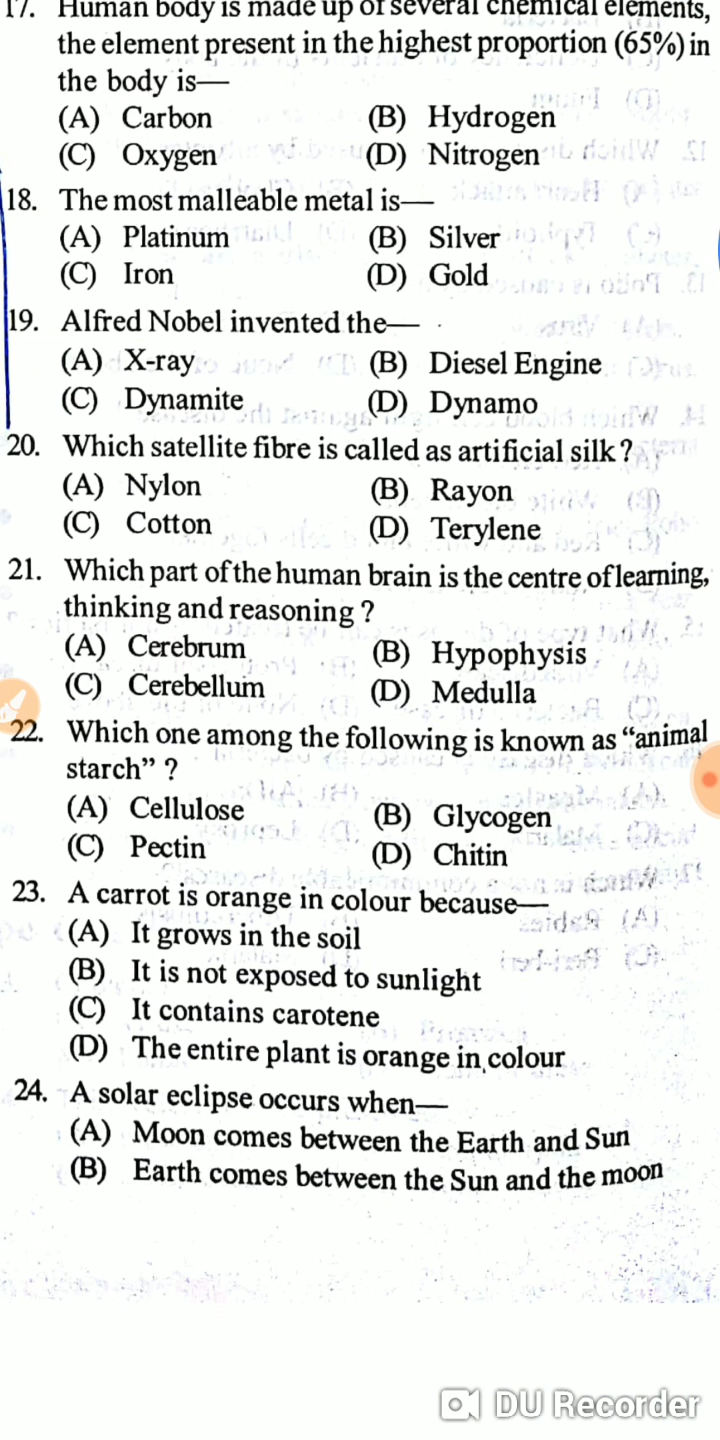 17. Human body is made up of several chemical elements,
the element present in the highest proportion (65%) in
the body is—
(A) Carbon (B) Hydrogen
(C) Oxygen (D) Nitrogen
18. The most malleable metal is—
(A) Platinum (B) Silver
(C) Iron (D) Gold
19. Alfred Nobel invented the—
(A) X-ray (B) Diesel Engine
(C) Dynamite (D) Dynamo
20. Which satellite fibre is called as artificial silk ?
(A) Nylon (B) Rayon
(C) Cotton (D) Terylene
21. Which part of the human brain is the centre of learning,
thinking and reasoning ?
(A) Cerebrum (B) Hypophysis
(C) Cerebellum (D) Medulla
22. Which one among the following is known as “animal
starch” ?
(A) Cellulose (B) Glycogen
(C) Pectin (D) Chitin
23. A carrot is orange in colour because—
(A) It grows in the soil
(B) It is not exposed to sunlight
(C) It contains carotene
(D) The entire plant is orange in colour
24. A solar eclipse occurs when—
(A) Moon comes between the Earth and Sun
(B) Earth comes between the Sun and the moon
DU Recorder